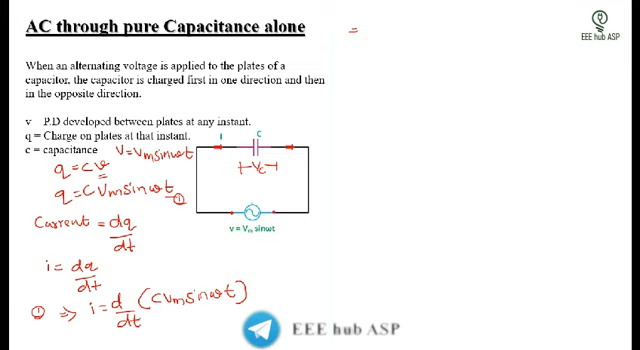 AC through pure Capacitance alone
=
EEE hub ASP
When an alternating voltage is applied to the plates of a
capacitor, the capacitor is charged first in one direction and then
in the opposite direction.
v P.D developed between plates at any instant.
q = Charge on plates at that instant.
c = capacitance
V = Vm sinωt
q = CV
q = C Vm sinωt ①
Current = dq/dt
i = dq/dt
① ⇒ i = d/dt (CVm sinωt)
I
C
Vc
v = Vm sin ωt
EEE hub ASP